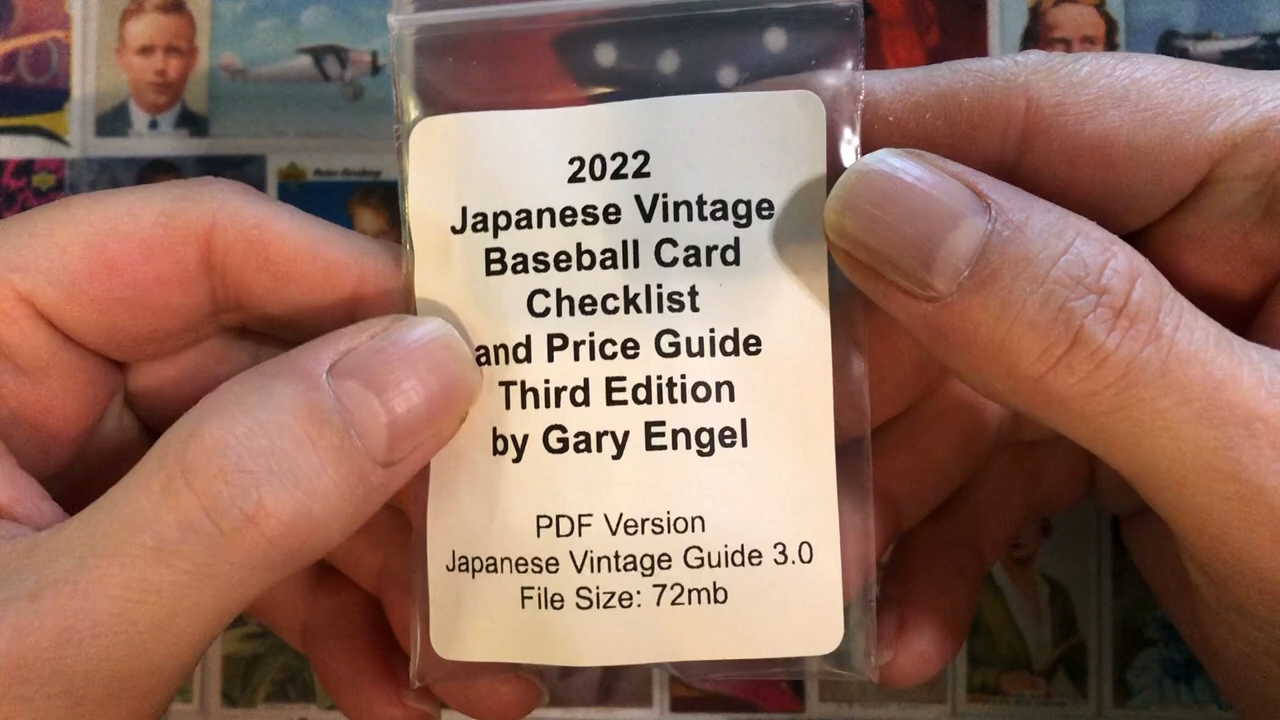 2022
Japanese Vintage
Baseball Card
Checklist
and Price Guide
Third Edition
by Gary Engel
PDF Version
Japanese Vintage Guide 3.0
File Size: 72mb